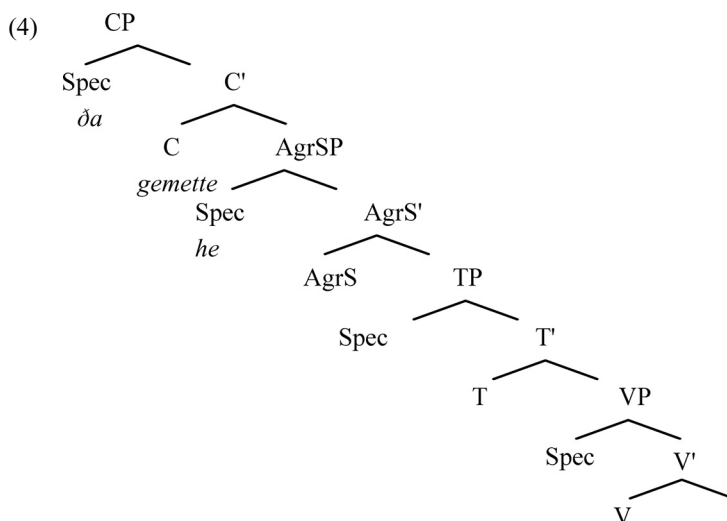 (4) CP
Spec C'
ða
C AgrSP
gemette
Spec AgrS'
he
AgrS TP
Spec T'
T VP
Spec V'
V